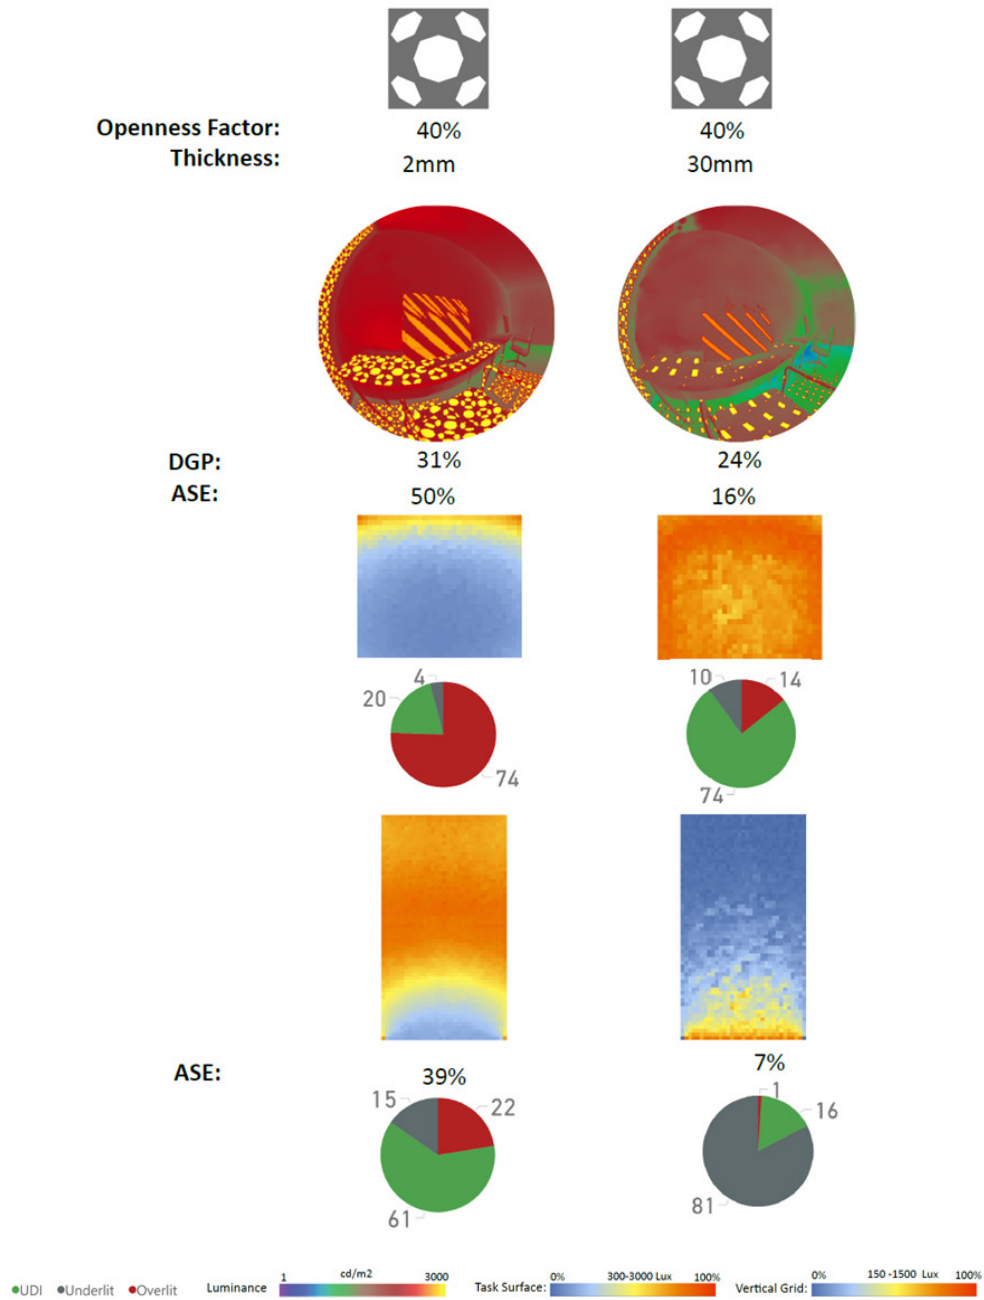 Openness Factor: 40% 40%
Thickness: 2mm 30mm
DGP: 31% 24%
ASE: 50% 16%
4 20 74
10 14 74
ASE: 39% 7%
15 22 61
1 16 81
UDI Underlit Overlit
Luminance 1 cd/m2 3000
Task Surface: 0% 300-3000 Lux 100%
Vertical Grid: 0% 150 -1500 Lux 100%